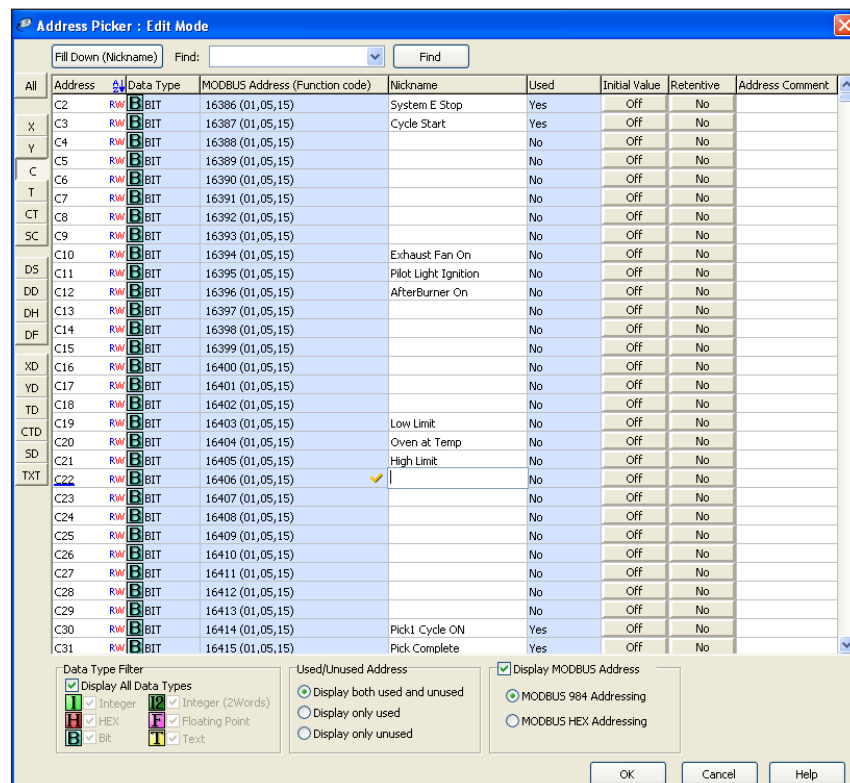 Address Picker : Edit Mode
Fill Down (Nickname) Find: Find
All Address Data Type MODBUS Address (Function code) Nickname Used Initial Value Retentive Address Comment
C2 RW B BIT 16386 (01,05,15) System E Stop Yes Off No
X C3 RW B BIT 16387 (01,05,15) Cycle Start Yes Off No
Y C4 RW B BIT 16388 (01,05,15) No Off No
C5 RW B BIT 16389 (01,05,15) No Off No
C C6 RW B BIT 16390 (01,05,15) No Off No
T C7 RW B BIT 16391 (01,05,15) No Off No
CT C8 RW B BIT 16392 (01,05,15) No Off No
SC C9 RW B BIT 16393 (01,05,15) No Off No
C10 RW B BIT 16394 (01,05,15) Exhaust Fan On No Off No
DS C11 RW B BIT 16395 (01,05,15) Pilot Light Ignition No Off No
DD C12 RW B BIT 16396 (01,05,15) AfterBurner On No Off No
DH C13 RW B BIT 16397 (01,05,15) No Off No
DF C14 RW B BIT 16398 (01,05,15) No Off No
C15 RW B BIT 16399 (01,05,15) No Off No
XD C16 RW B BIT 16400 (01,05,15) No Off No
YD C17 RW B BIT 16401 (01,05,15) No Off No
TD C18 RW B BIT 16402 (01,05,15) No Off No
CTD C19 RW B BIT 16403 (01,05,15) Low Limit No Off No
SD C20 RW B BIT 16404 (01,05,15) Oven at Temp No Off No
C21 RW B BIT 16405 (01,05,15) High Limit No Off No
TXT C22 RW B BIT 16406 (01,05,15) No Off No
C23 RW B BIT 16407 (01,05,15) No Off No
C24 RW B BIT 16408 (01,05,15) No Off No
C25 RW B BIT 16409 (01,05,15) No Off No
C26 RW B BIT 16410 (01,05,15) No Off No
C27 RW B BIT 16411 (01,05,15) No Off No
C28 RW B BIT 16412 (01,05,15) No Off No
C29 RW B BIT 16413 (01,05,15) No Off No
C30 RW B BIT 16414 (01,05,15) Pick1 Cycle ON Yes Off No
C31 RW B BIT 16415 (01,05,15) Pick Complete Yes Off No
Data Type Filter Used/Unused Address Display MODBUS Address
Display All Data Types Display both used and unused MODBUS 984 Addressing
I Integer I2 Integer (2Words)
H HEX F Floating Point Display only used MODBUS HEX Addressing
B Bit T Text Display only unused
OK Cancel Help